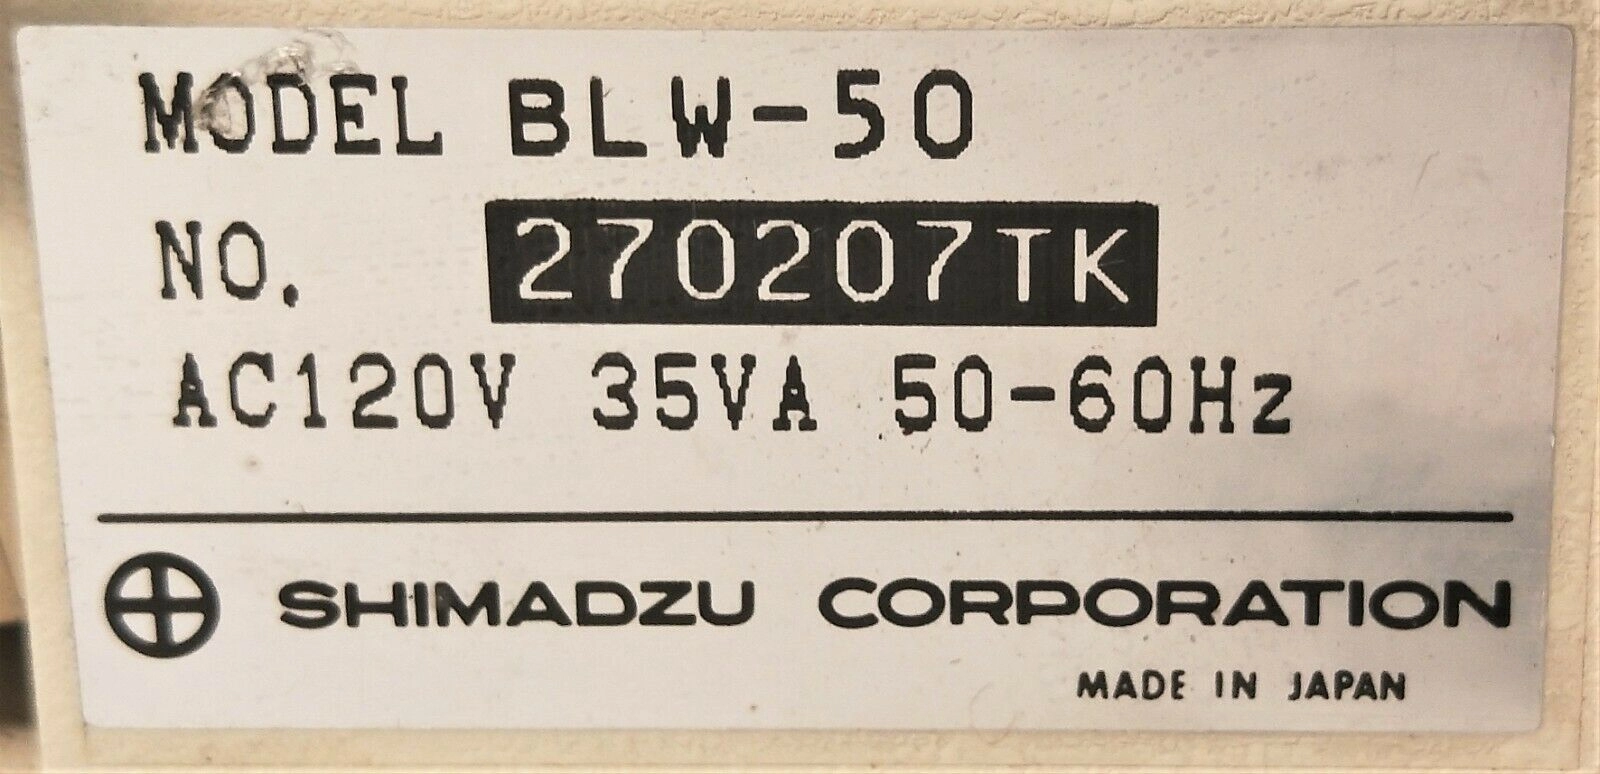 MODEL BLW-50
NO. 270207TK
AC120V 35VA 50-60Hz
SHIMADZU CORPORATION
MADE IN JAPAN